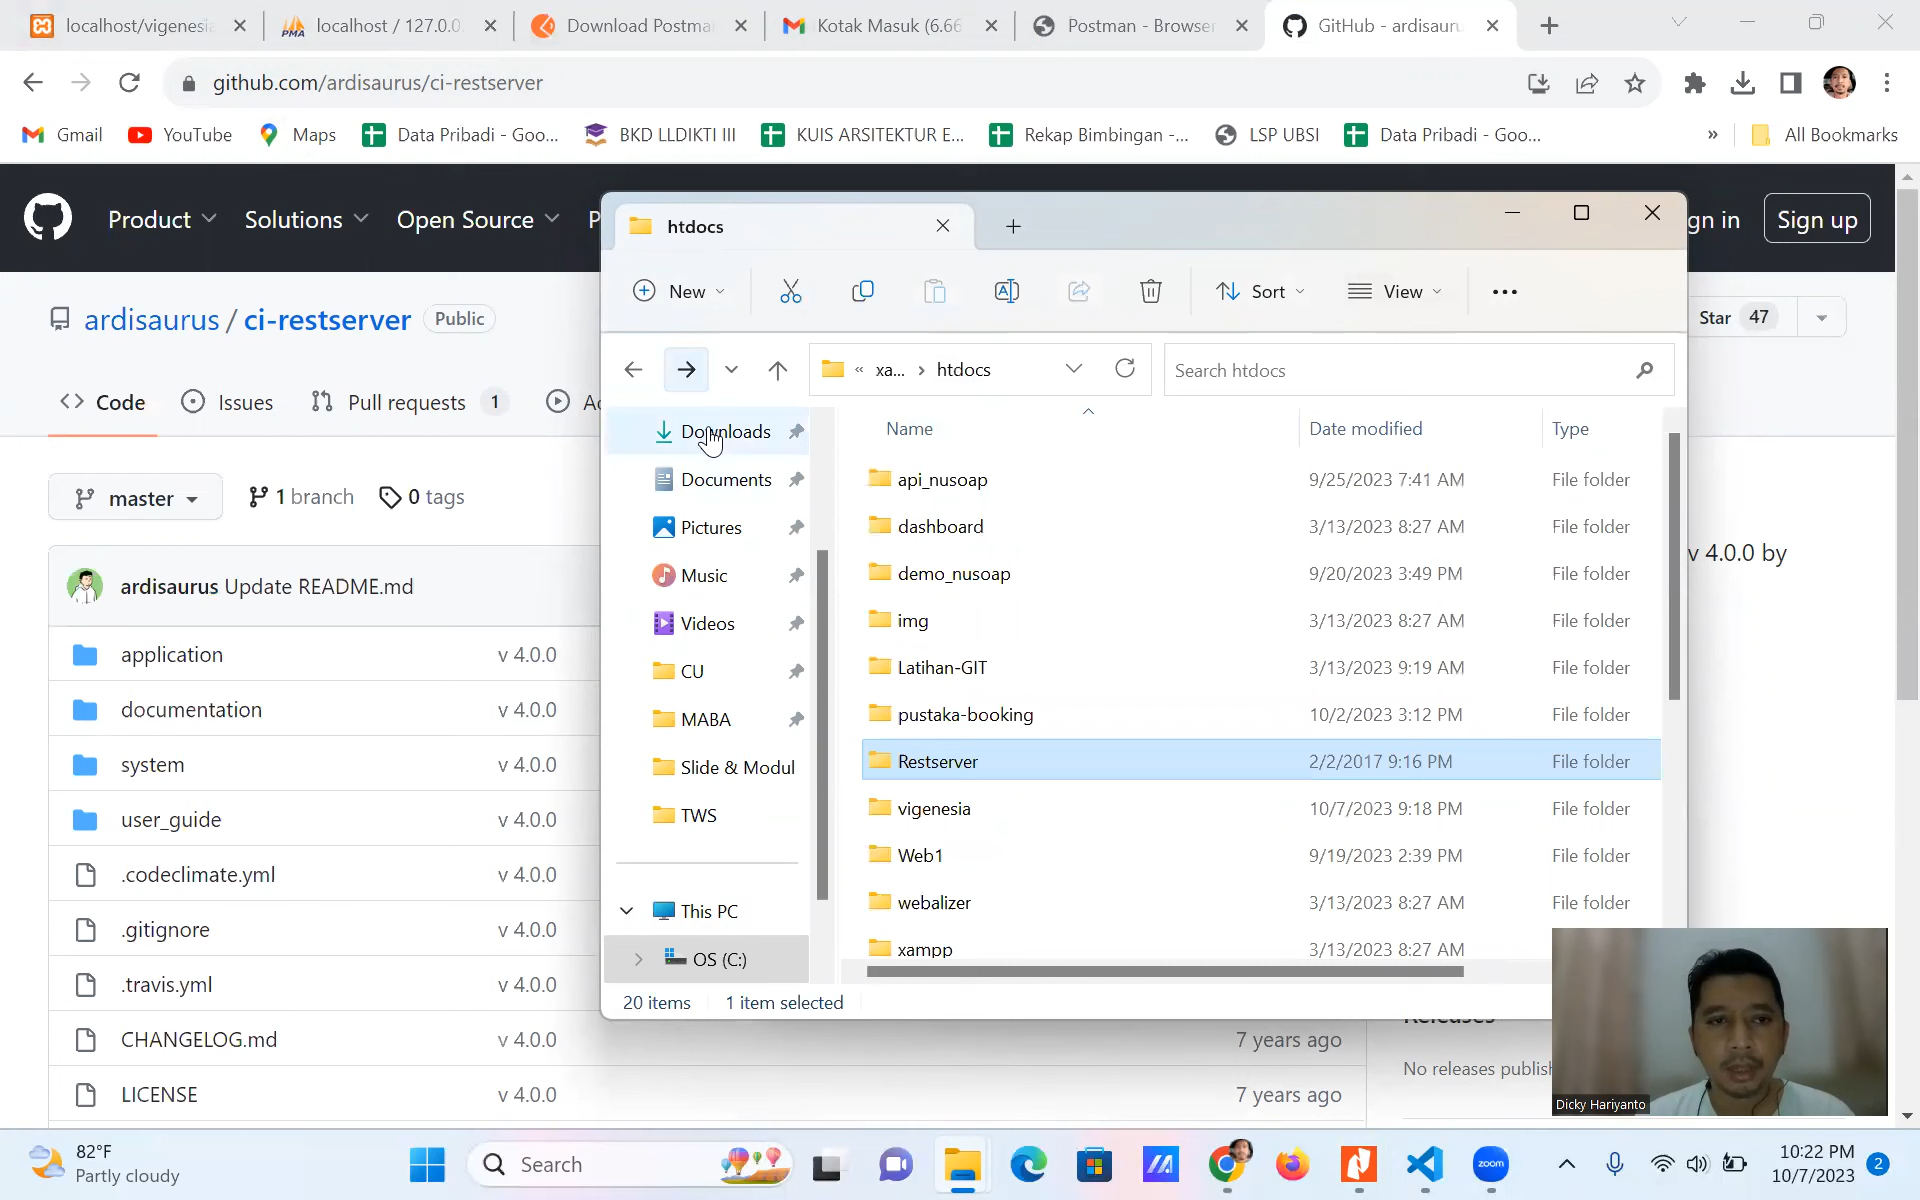 localhost/vigenesia
localhost / 127.0.0.
Download Postma
Kotak Masuk (6.66
Postman - Browser
GitHub - ardisauru
github.com/ardisaurus/ci-restserver
Gmail
YouTube
Maps
Data Pribadi - Goo...
BKD LLDIKTI III
KUIS ARSITEKTUR E...
Rekap Bimbingan -...
LSP UBSI
Data Pribadi - Goo...
»
All Bookmarks
Product
Solutions
Open Source
P
gn in
Sign up
ardisaurus / ci-restserver
Public
Star 47
Code
Issues
Pull requests 1
Ac
master
1 branch
0 tags
v 4.0.0 by
ardisaurus Update README.md
application v 4.0.0
documentation v 4.0.0
system v 4.0.0
user_guide v 4.0.0
.codeclimate.yml v 4.0.0
.gitignore v 4.0.0
.travis.yml v 4.0.0
CHANGELOG.md v 4.0.0 7 years ago
LICENSE v 4.0.0 7 years ago
Releases
No releases publish
htdocs
New
Sort
View
« xa... › htdocs
Search htdocs
Downloads
Documents
Pictures
Music
Videos
CU
MABA
Slide & Modul
TWS
This PC
OS (C:)
Name Date modified Type
api_nusoap 9/25/2023 7:41 AM File folder
dashboard 3/13/2023 8:27 AM File folder
demo_nusoap 9/20/2023 3:49 PM File folder
img 3/13/2023 8:27 AM File folder
Latihan-GIT 3/13/2023 9:19 AM File folder
pustaka-booking 10/2/2023 3:12 PM File folder
Restserver 2/2/2017 9:16 PM File folder
vigenesia 10/7/2023 9:18 PM File folder
Web1 9/19/2023 2:39 PM File folder
webalizer 3/13/2023 8:27 AM File folder
xampp 3/13/2023 8:27 AM
20 items 1 item selected
Dicky Hariyanto
82°F
Partly cloudy
Search
zoom
10:22 PM
10/7/2023
2